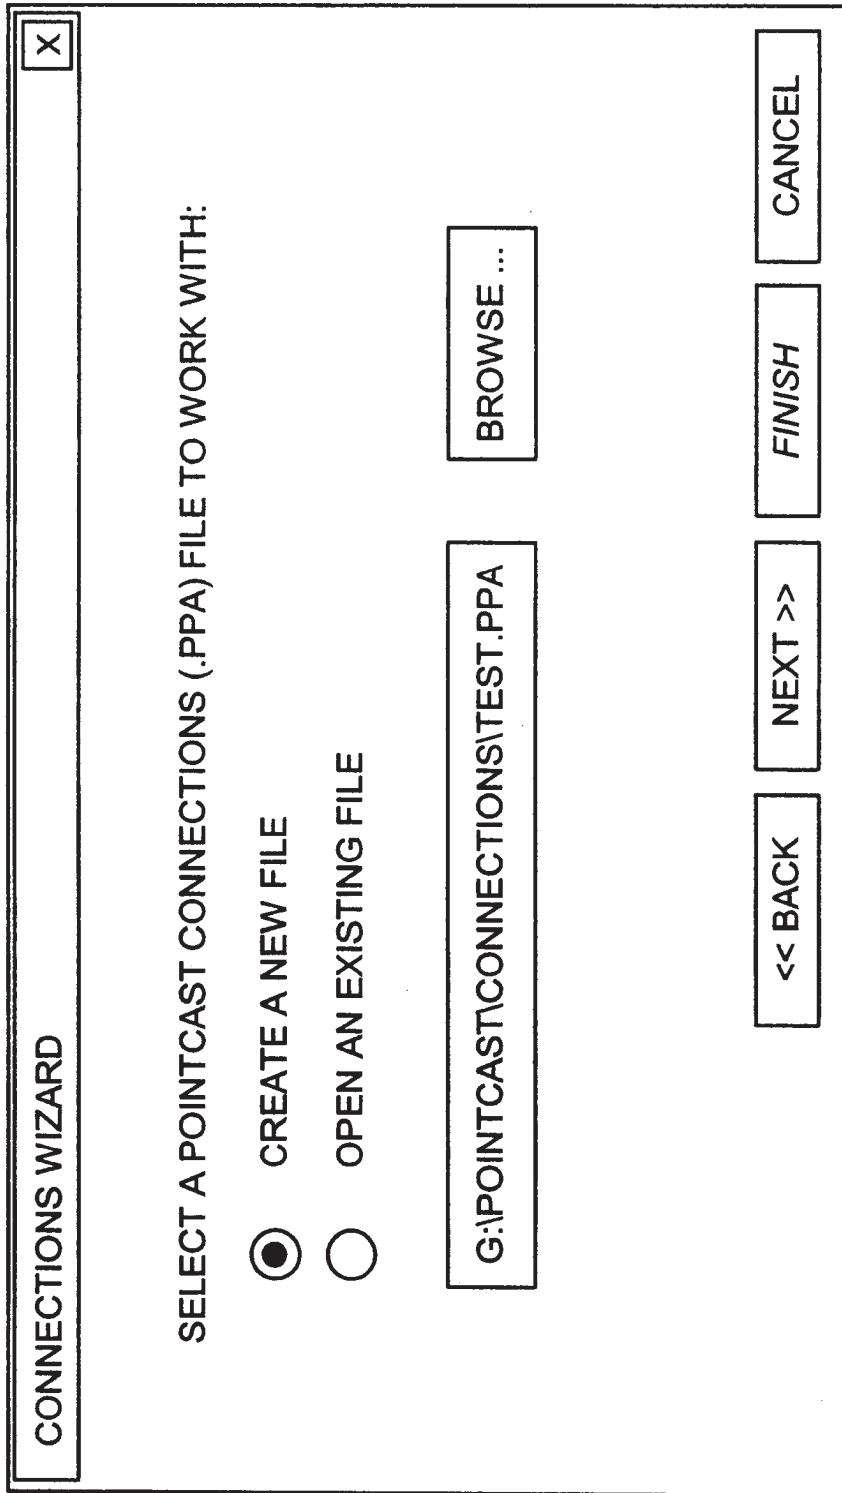 CONNECTIONS WIZARD X
SELECT A POINTCAST CONNECTIONS (.PPA) FILE TO WORK WITH:
CREATE A NEW FILE
OPEN AN EXISTING FILE
G:\POINTCAST\CONNECTIONS\TEST.PPA BROWSE ...
<< BACK NEXT >> FINISH CANCEL